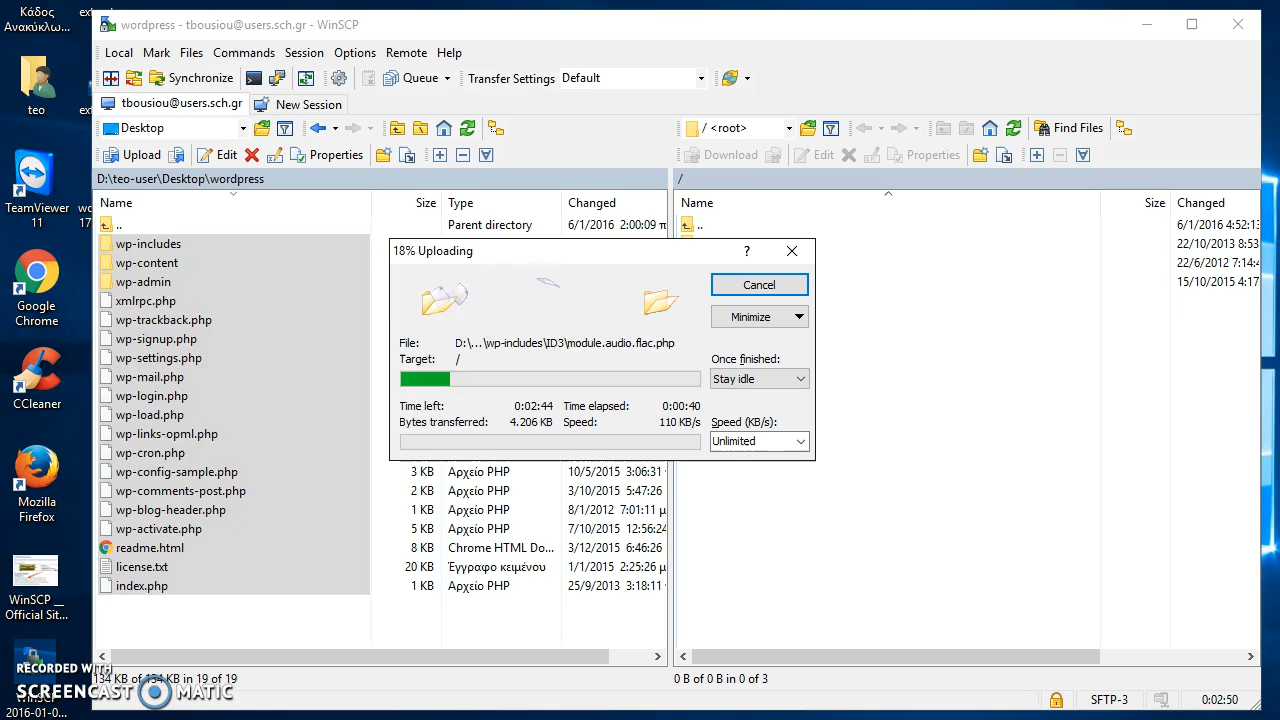 Κάδος
Ανακύκλω...
teo
TeamViewer
11
Google
Chrome
CCleaner
Mozilla
Firefox
WinSCP __
Official Sit...
WinSCP
2016-01-0...
wordpress - tbousiou@users.sch.gr - WinSCP
Local Mark Files Commands Session Options Remote Help
Synchronize Queue Transfer Settings Default
tbousiou@users.sch.gr New Session
Desktop / <root> Find Files
Upload Edit Properties Download Edit Properties
D:\teo-user\Desktop\wordpress /
Name Size Type Changed Name Size Changed
.. Parent directory 6/1/2016 2:00:09 π .. 6/1/2016 4:52:13
wp-includes 22/10/2013 8:53
wp-content 22/6/2012 7:14:4
wp-admin 15/10/2015 4:17
xmlrpc.php
wp-trackback.php
wp-signup.php
wp-settings.php
wp-mail.php
wp-login.php
wp-load.php
wp-links-opml.php
wp-cron.php
wp-config-sample.php 3 KB Αρχείο PHP 10/5/2015 3:06:31
wp-comments-post.php 2 KB Αρχείο PHP 3/10/2015 5:47:26
wp-blog-header.php 1 KB Αρχείο PHP 8/1/2012 7:01:11 μ
wp-activate.php 5 KB Αρχείο PHP 7/10/2015 12:56:24
readme.html 8 KB Chrome HTML Do... 3/12/2015 6:46:26
license.txt 20 KB Έγγραφο κειμένου 1/1/2015 2:25:26 μ
index.php 1 KB Αρχείο PHP 25/9/2013 3:18:11
18% Uploading ?
Cancel
Minimize
File: D:\...\wp-includes\ID3\module.audio.flac.php
Target: /
Once finished:
Stay idle
Time left: 0:02:44 Time elapsed: 0:00:40
Bytes transferred: 4.206 KB Speed: 110 KB/s
Speed (KB/s):
Unlimited
134 KB of 134 KB in 19 of 19 0 B of 0 B in 0 of 3
SFTP-3 0:02:50
RECORDED WITH
SCREENCAST MATIC